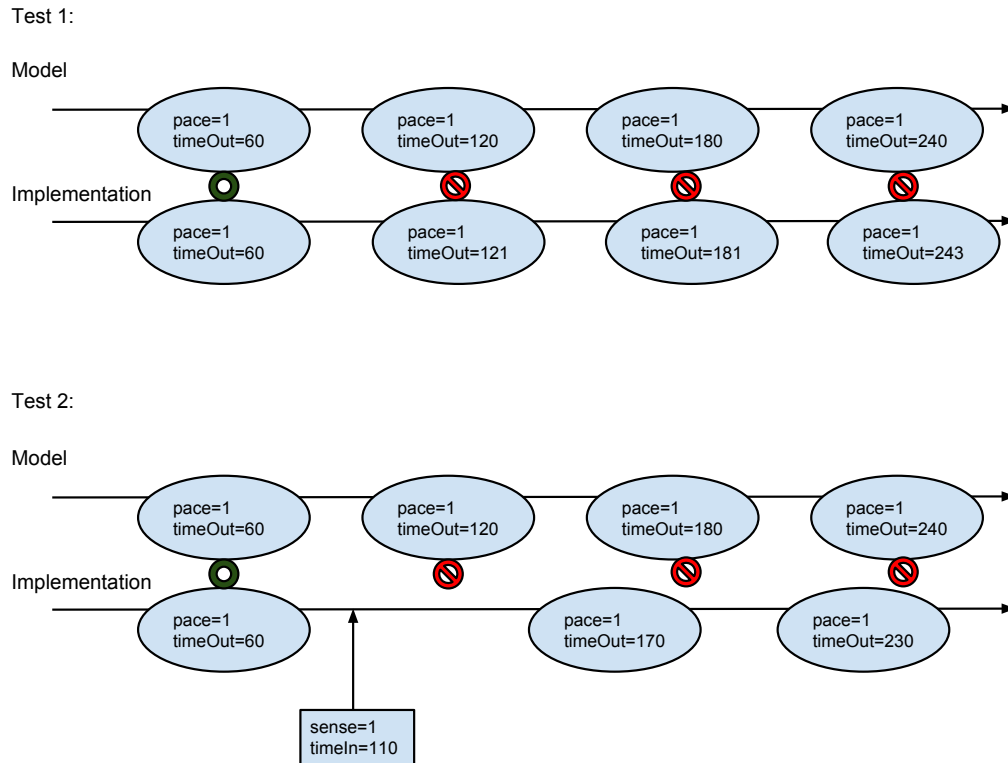 Test 1:
Model
pace=1
timeOut=60
pace=1
timeOut=120
pace=1
timeOut=180
pace=1
timeOut=240
Implementation
pace=1
timeOut=60
pace=1
timeOut=121
pace=1
timeOut=181
pace=1
timeOut=243
Test 2:
Model
pace=1
timeOut=60
pace=1
timeOut=120
pace=1
timeOut=180
pace=1
timeOut=240
Implementation
pace=1
timeOut=60
pace=1
timeOut=170
pace=1
timeOut=230
sense=1
timeIn=110